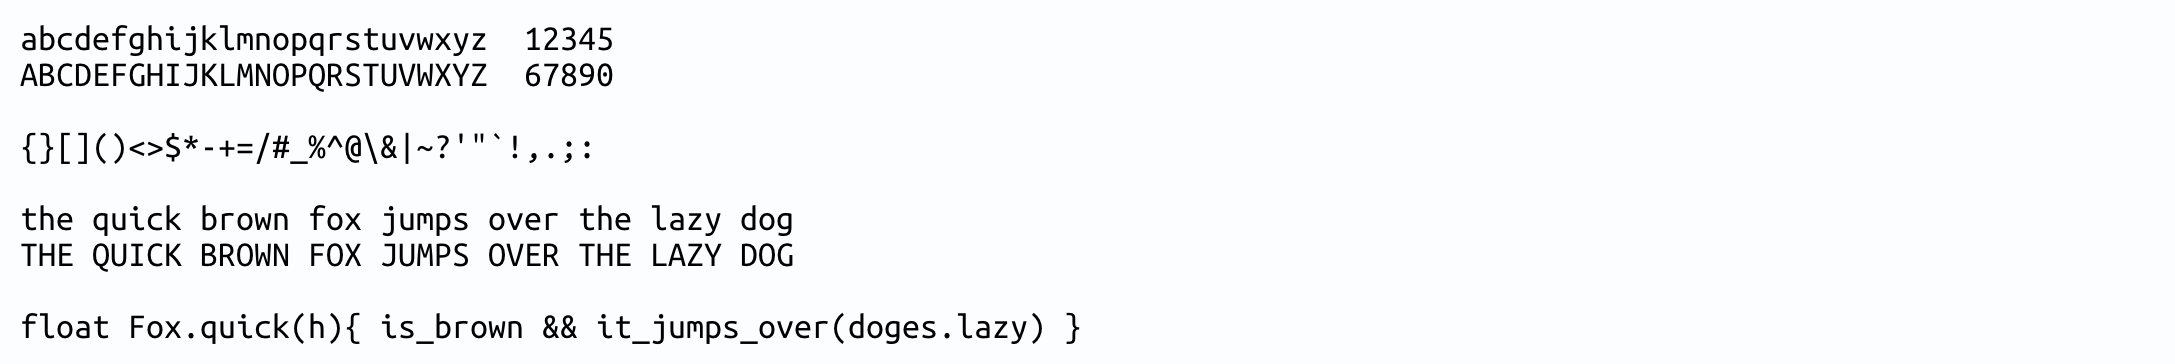 abcdefghijklmnopqrstuvwxyz  12345
ABCDEFGHIJKLMNOPQRSTUVWXYZ  67890
{}[]()<>$*-+=/#_%^@\&|~?'"`!,.;:
the quick brown fox jumps over the lazy dog
THE QUICK BROWN FOX JUMPS OVER THE LAZY DOG
float Fox.quick(h){ is_brown && it_jumps_over(doges.lazy) }